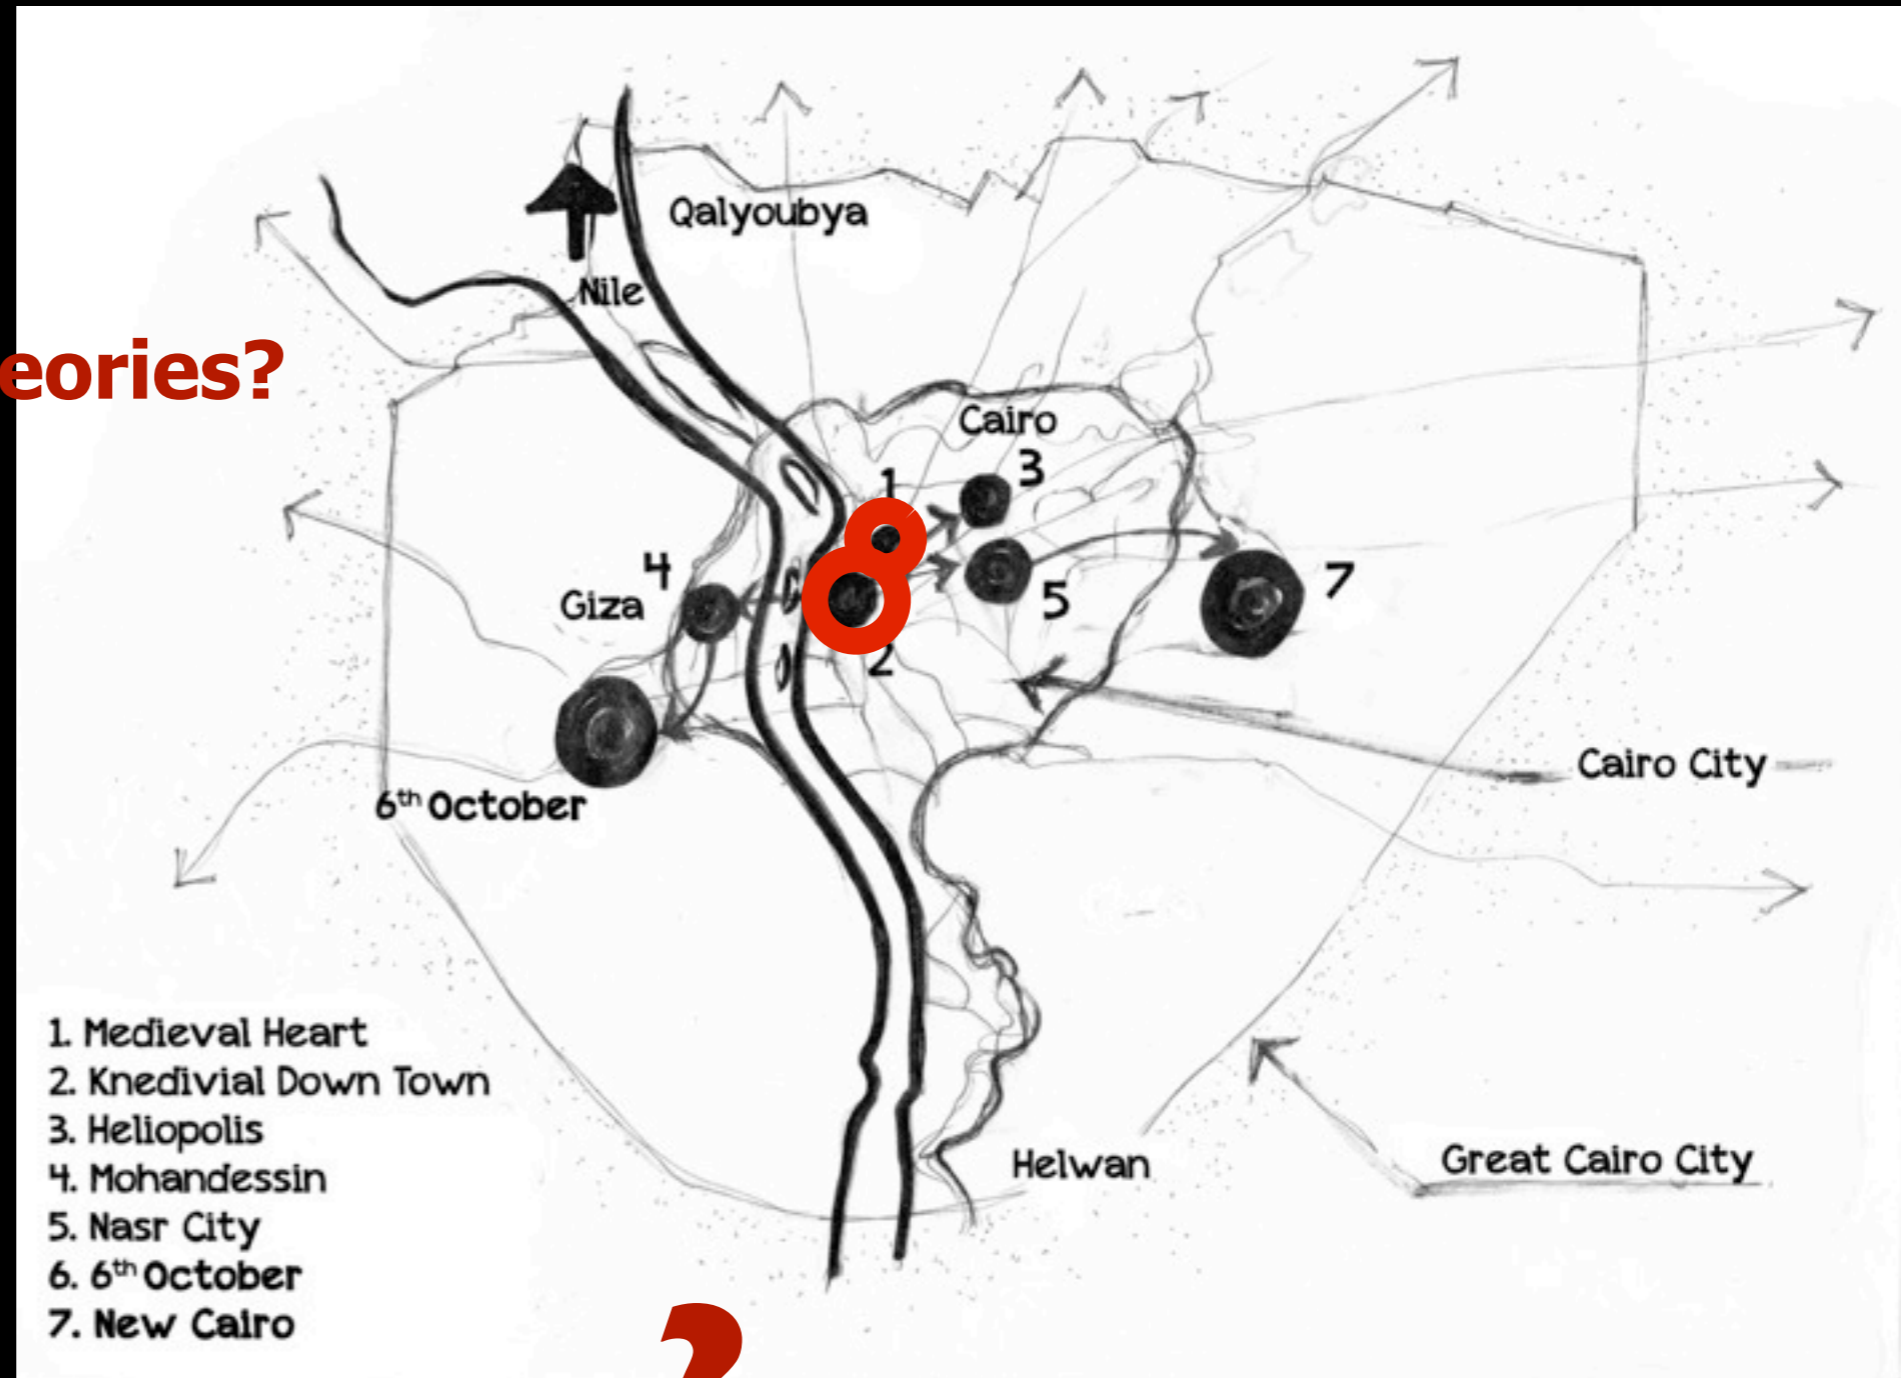 Qalyoubya
Nile
eories?
Cairo
3
1
4
7
Giza
5
2
Cairo City
6th October
1. Medieval Heart
2. Knedivial Down Town
3. Heliopolis
4. Mohandessin
5. Nasr City
6. 6th October
7. New Cairo
Helwan
Great Cairo City
?